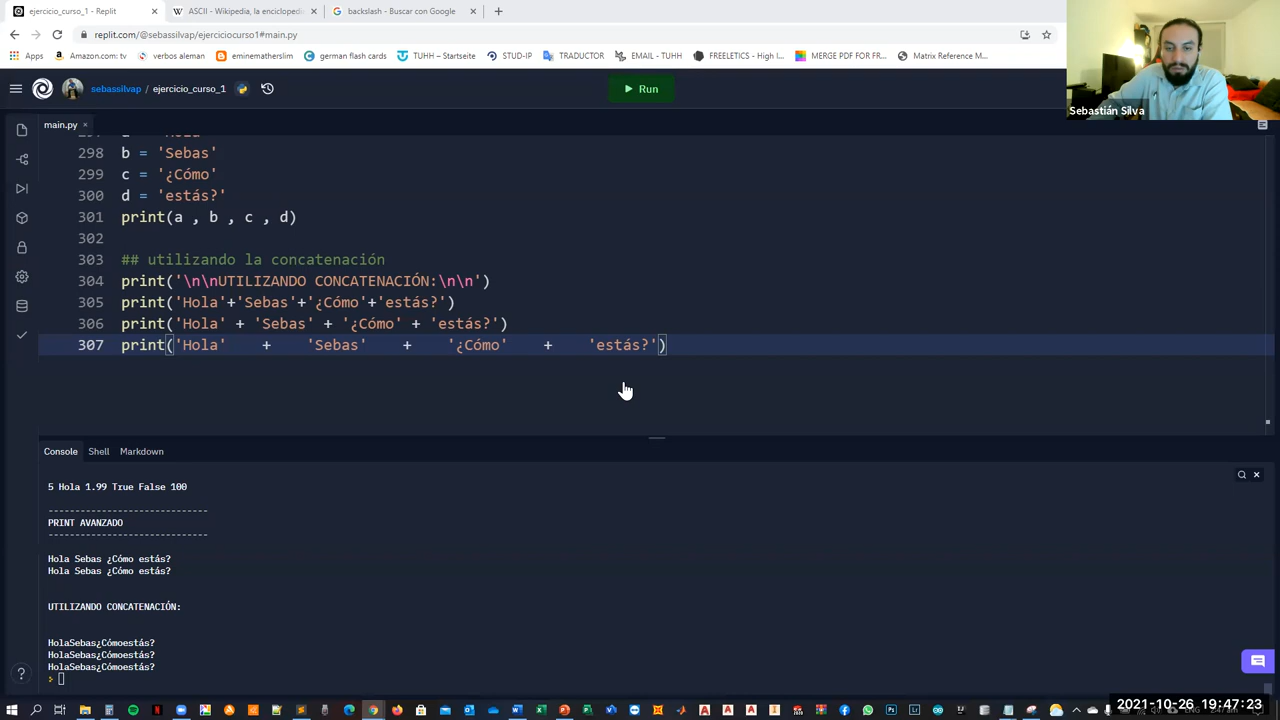 ejercicio_curso_1 - Replit
ASCII - Wikipedia, la enciclopedi
backslash - Buscar con Google
replit.com/@sebassilvap/ejerciciocurso1#main.py
Apps
Amazon.com: tv
verbos aleman
eminematherslim
german flash cards
TUHH – Startseite
STUD-IP
TRADUCTOR
EMAIL - TUHH
FREELETICS - High I...
MERGE PDF FOR FR...
Matrix Reference M...
sebassilvap / ejercicio_curso_1
Run
Sebastián Silva
main.py
298 b = 'Sebas'
299 c = '¿Cómo'
300 d = 'estás?'
301 print(a , b , c , d)
302
303 ## utilizando la concatenación
304 print('\n\nUTILIZANDO CONCATENACIÓN:\n\n')
305 print('Hola'+'Sebas'+'¿Cómo'+'estás?')
306 print('Hola' + 'Sebas' + '¿Cómo' + 'estás?')
307 print('Hola'    +    'Sebas'    +    '¿Cómo'    +    'estás?')
Console
Shell
Markdown
5 Hola 1.99 True False 100
------------------------------
PRINT AVANZADO
------------------------------
Hola Sebas ¿Cómo estás?
Hola Sebas ¿Cómo estás?
UTILIZANDO CONCATENACIÓN:
HolaSebas¿Cómoestás?
HolaSebas¿Cómoestás?
HolaSebas¿Cómoestás?
2021-10-26 19:47:23